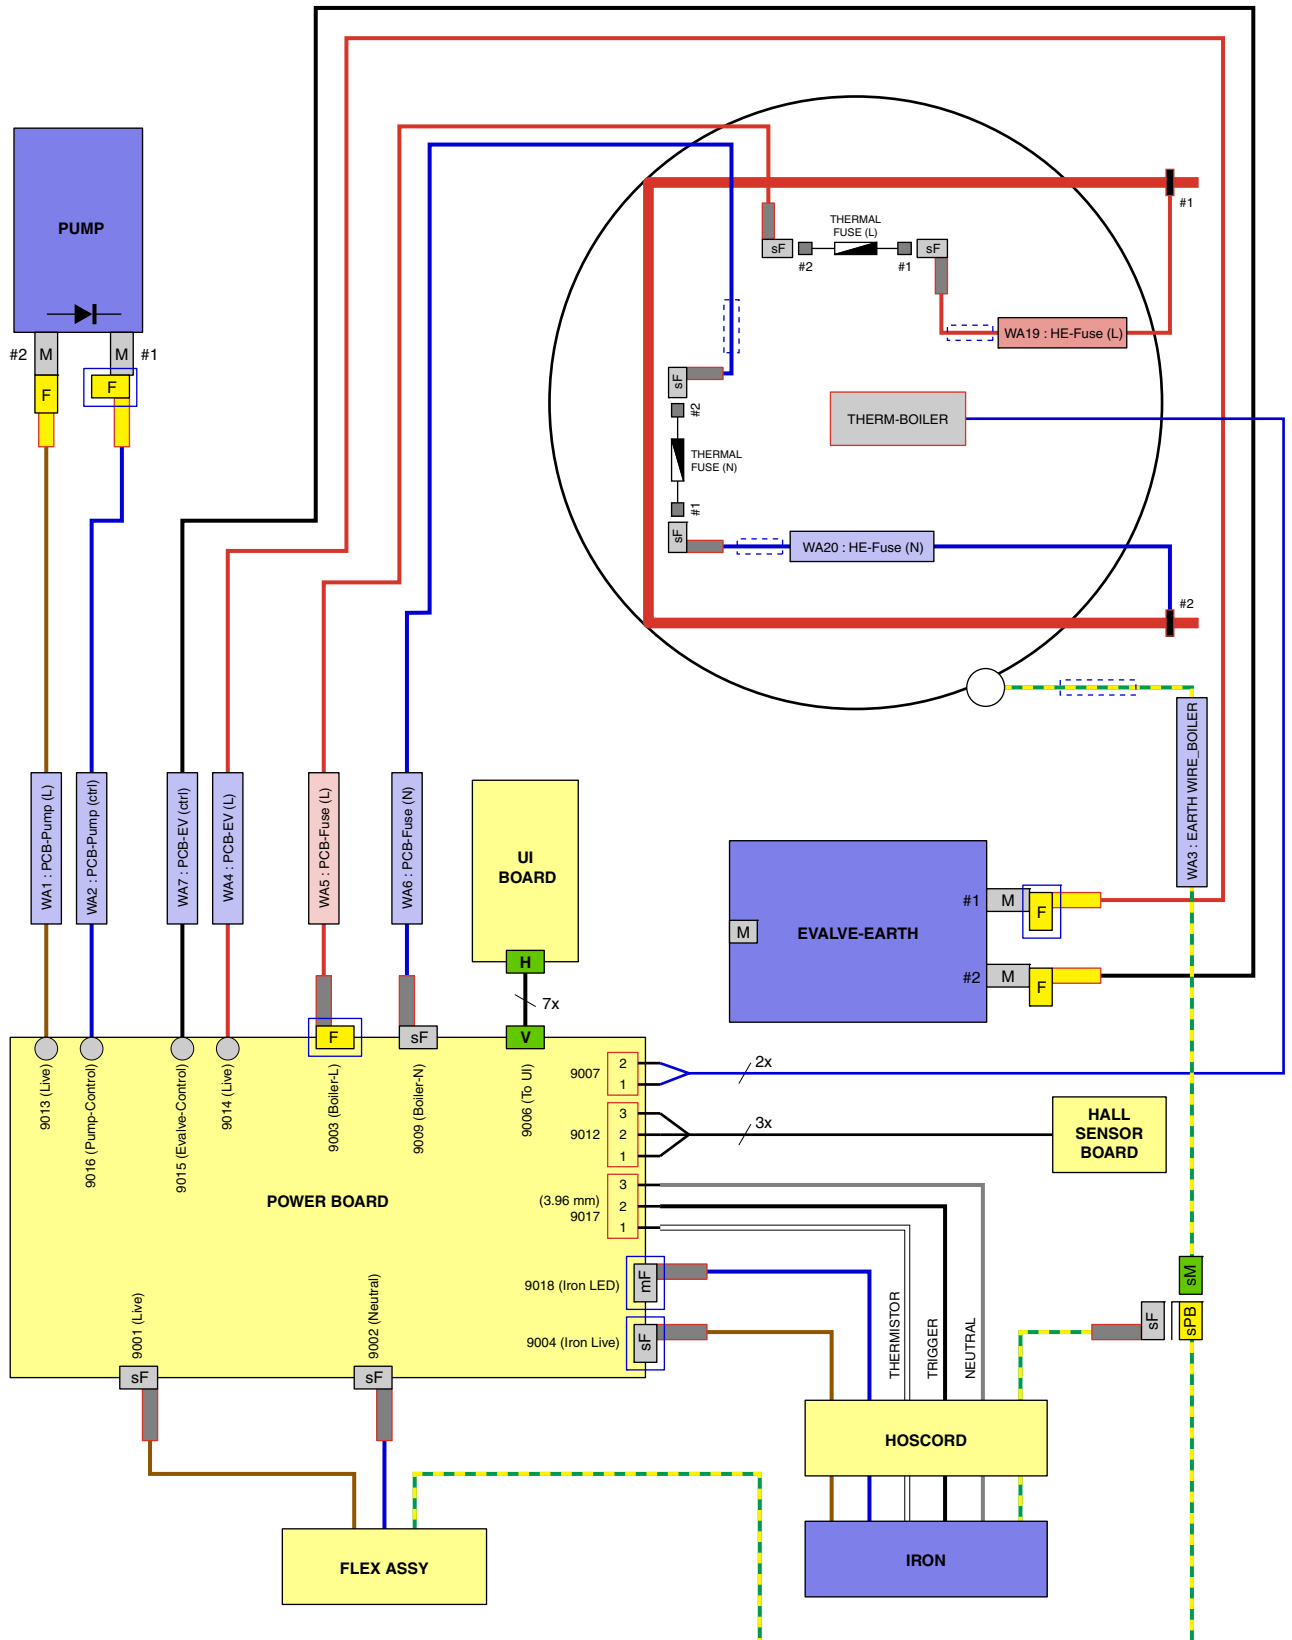 #1
THERMAL
FUSE (L)
sF
sF
#2
#1
PUMP
WA19 : HE-Fuse (L)
#2
M
M
#1
F
F
sF
#2
THERM-BOILER
THERMAL
FUSE (N)
#1
sF
WA20 : HE-Fuse (N)
#2
WA3 : EARTH WIRE_BOILER
WA1 : PCB-Pump (L)
WA2 : PCB-Pump (ctrl)
WA7 : PCB-EV (ctrl)
WA4 : PCB-EV (L)
WA5 : PCB-Fuse (L)
WA6 : PCB-Fuse (N)
UI
BOARD
H
7x
V
#1
M
F
M
EVALVE-EARTH
#2
M
F
F
sF
9013 (Live)
9016 (Pump-Control)
9015 (Evalve-Control)
9014 (Live)
9003 (Boiler-L)
9009 (Boiler-N)
9006 (To UI)
9007
2
1
2x
9012
3
2
1
3x
HALL
SENSOR
BOARD
POWER BOARD
(3.96 mm)
9017
3
2
1
9018 (Iron LED)
mF
9004 (Iron Live)
sF
THERMISTOR
TRIGGER
NEUTRAL
sM
sF
sPB
9001 (Live)
9002 (Neutral)
sF
sF
HOSCORD
FLEX ASSY
IRON